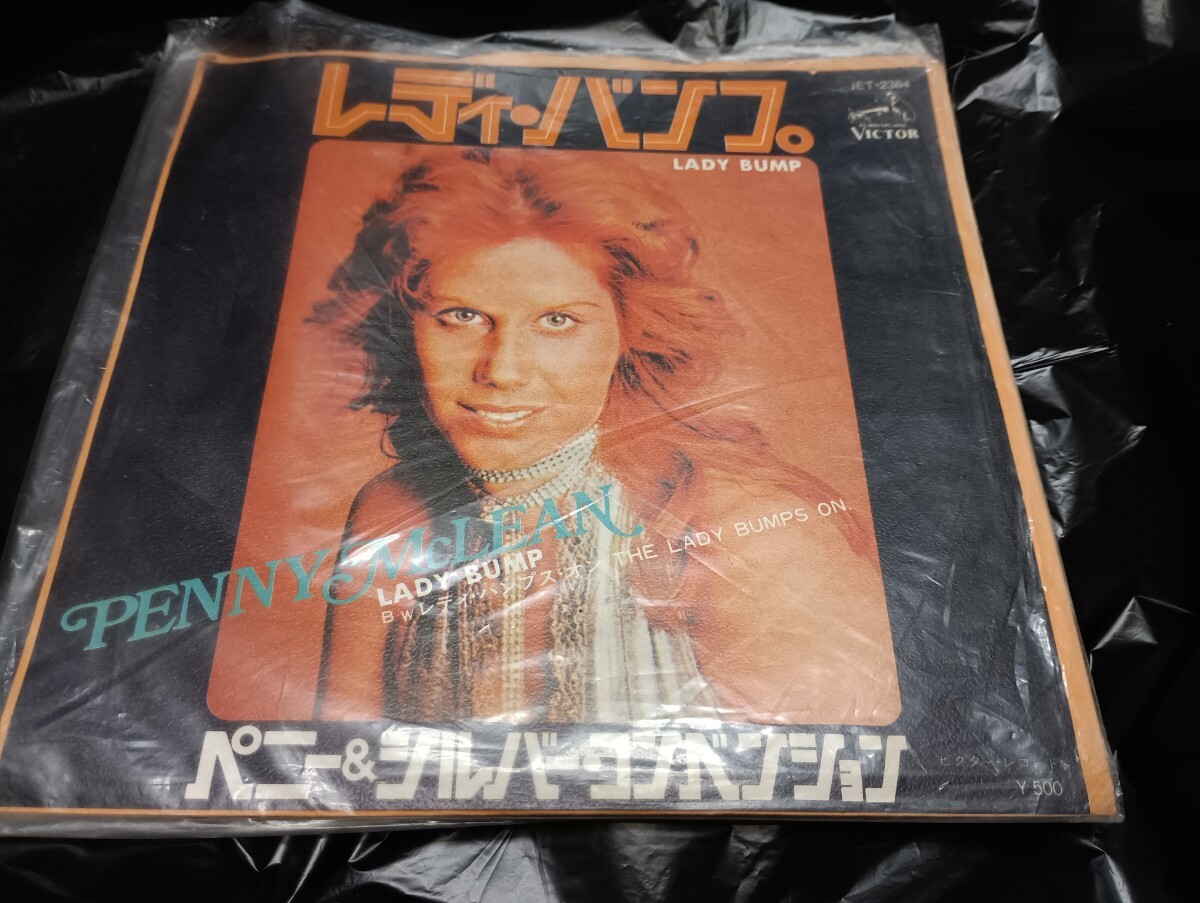 レディ・バンプ。
LADY BUMP
JET-2364
VICTOR
PENNY McLEAN
LADY BUMP
B/W レディ・バンプス・オン THE LADY BUMPS ON.
ペニー&シルバー・コンベンション
ビクター・レコード
¥500